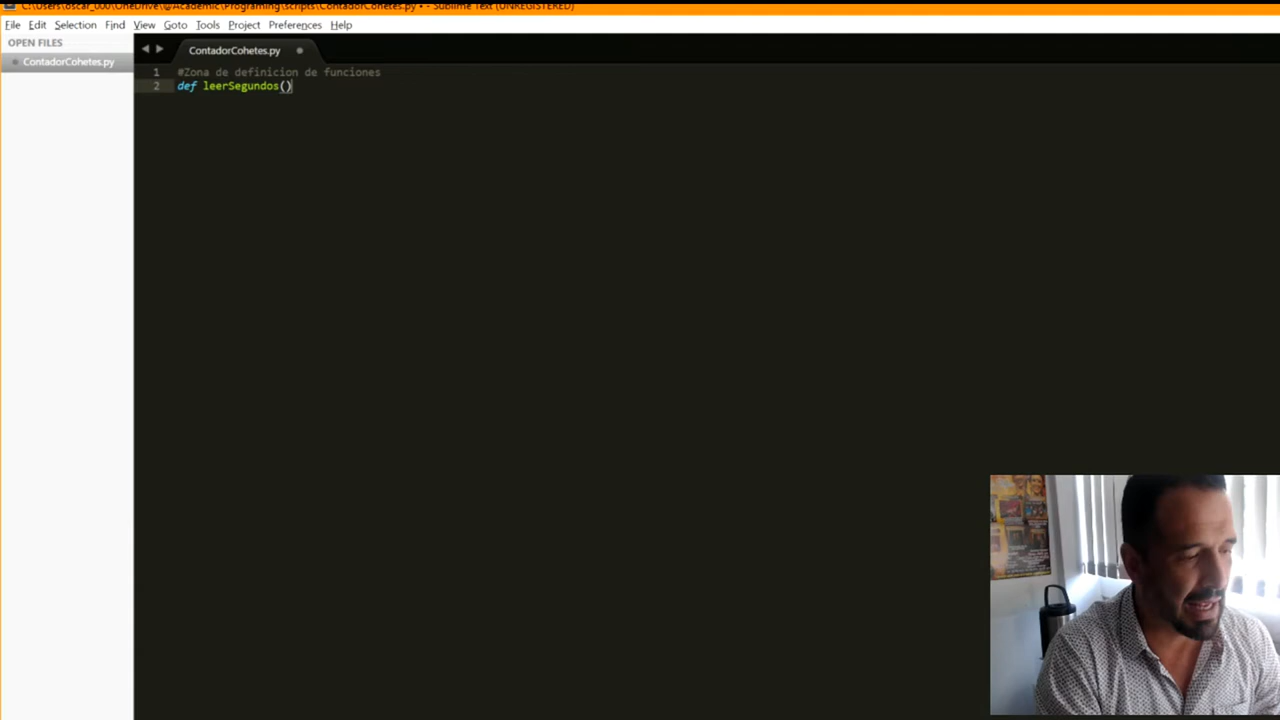 C:\Users\oscar_000\OneDrive\@Academic\Programing\scripts\ContadorCohetes.py • - Sublime Text (UNREGISTERED)
File Edit Selection Find View Goto Tools Project Preferences Help
OPEN FILES
ContadorCohetes.py
ContadorCohetes.py
1 #Zona de definicion de funciones
2 def leerSegundos()